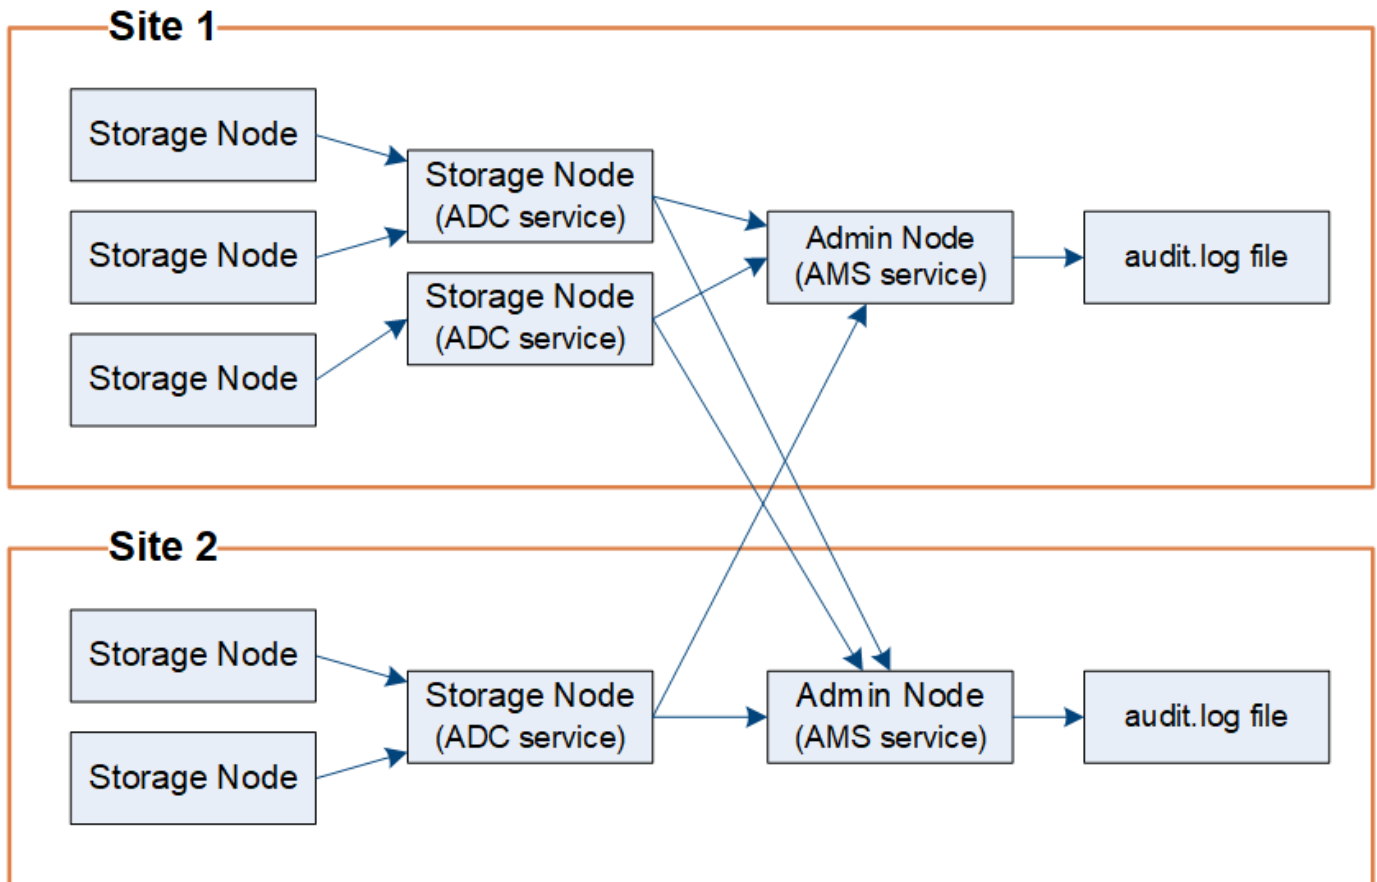 Site 1
Storage Node
Storage Node
Storage Node
Storage Node
(ADC service)
Storage Node
(ADC service)
Admin Node
(AMS service)
audit.log file
Site 2
Storage Node
Storage Node
Storage Node
(ADC service)
Admin Node
(AMS service)
audit.log file